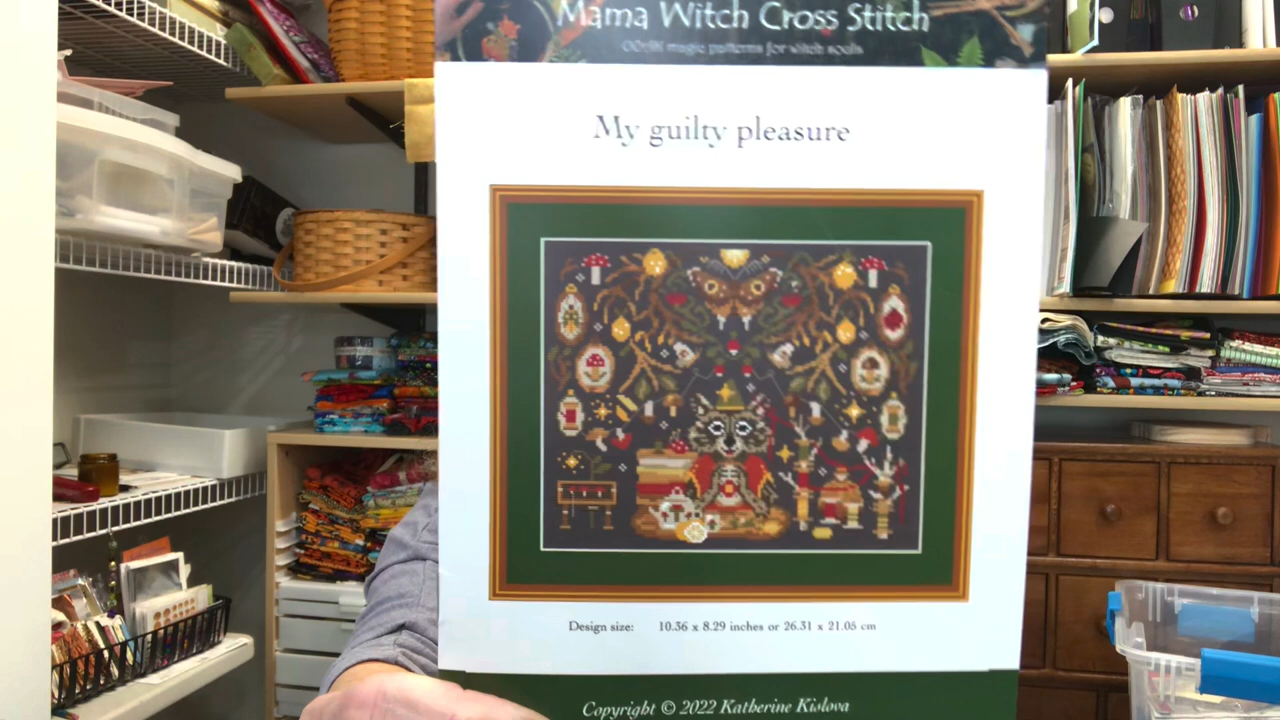 Mama Witch Cross Stitch
magic patterns for witch souls
My guilty pleasure
Design size: 10.36 x 8.29 inches or 26.31 x 21.05 cm
Copyright © 2022 Katherine Kislova